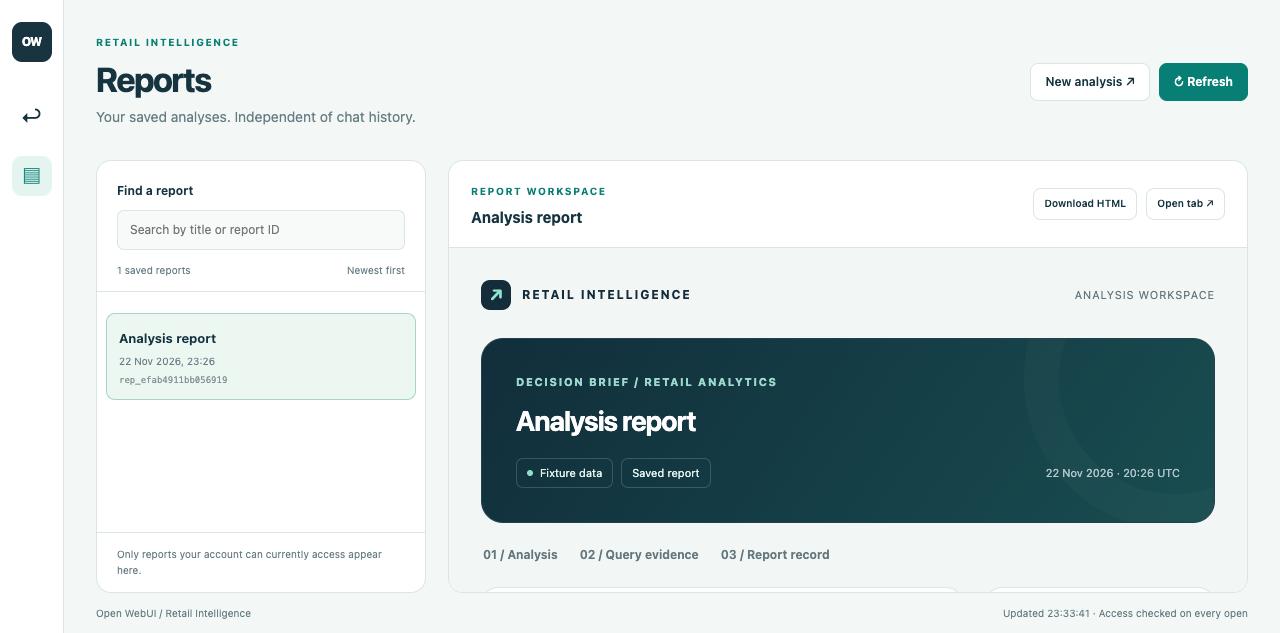 OW
RETAIL INTELLIGENCE
Reports
Your saved analyses. Independent of chat history.
New analysis ↗
↻ Refresh
Find a report
Search by title or report ID
1 saved reports
Newest first
Analysis report
22 Nov 2026, 23:26
rep_efab4911bb056919
Only reports your account can currently access appear
here.
REPORT WORKSPACE
Analysis report
Download HTML
Open tab ↗
RETAIL INTELLIGENCE
ANALYSIS WORKSPACE
DECISION BRIEF / RETAIL ANALYTICS
Analysis report
Fixture data
Saved report
22 Nov 2026 · 20:26 UTC
01 / Analysis
02 / Query evidence
03 / Report record
Open WebUI / Retail Intelligence
Updated 23:33:41 · Access checked on every open